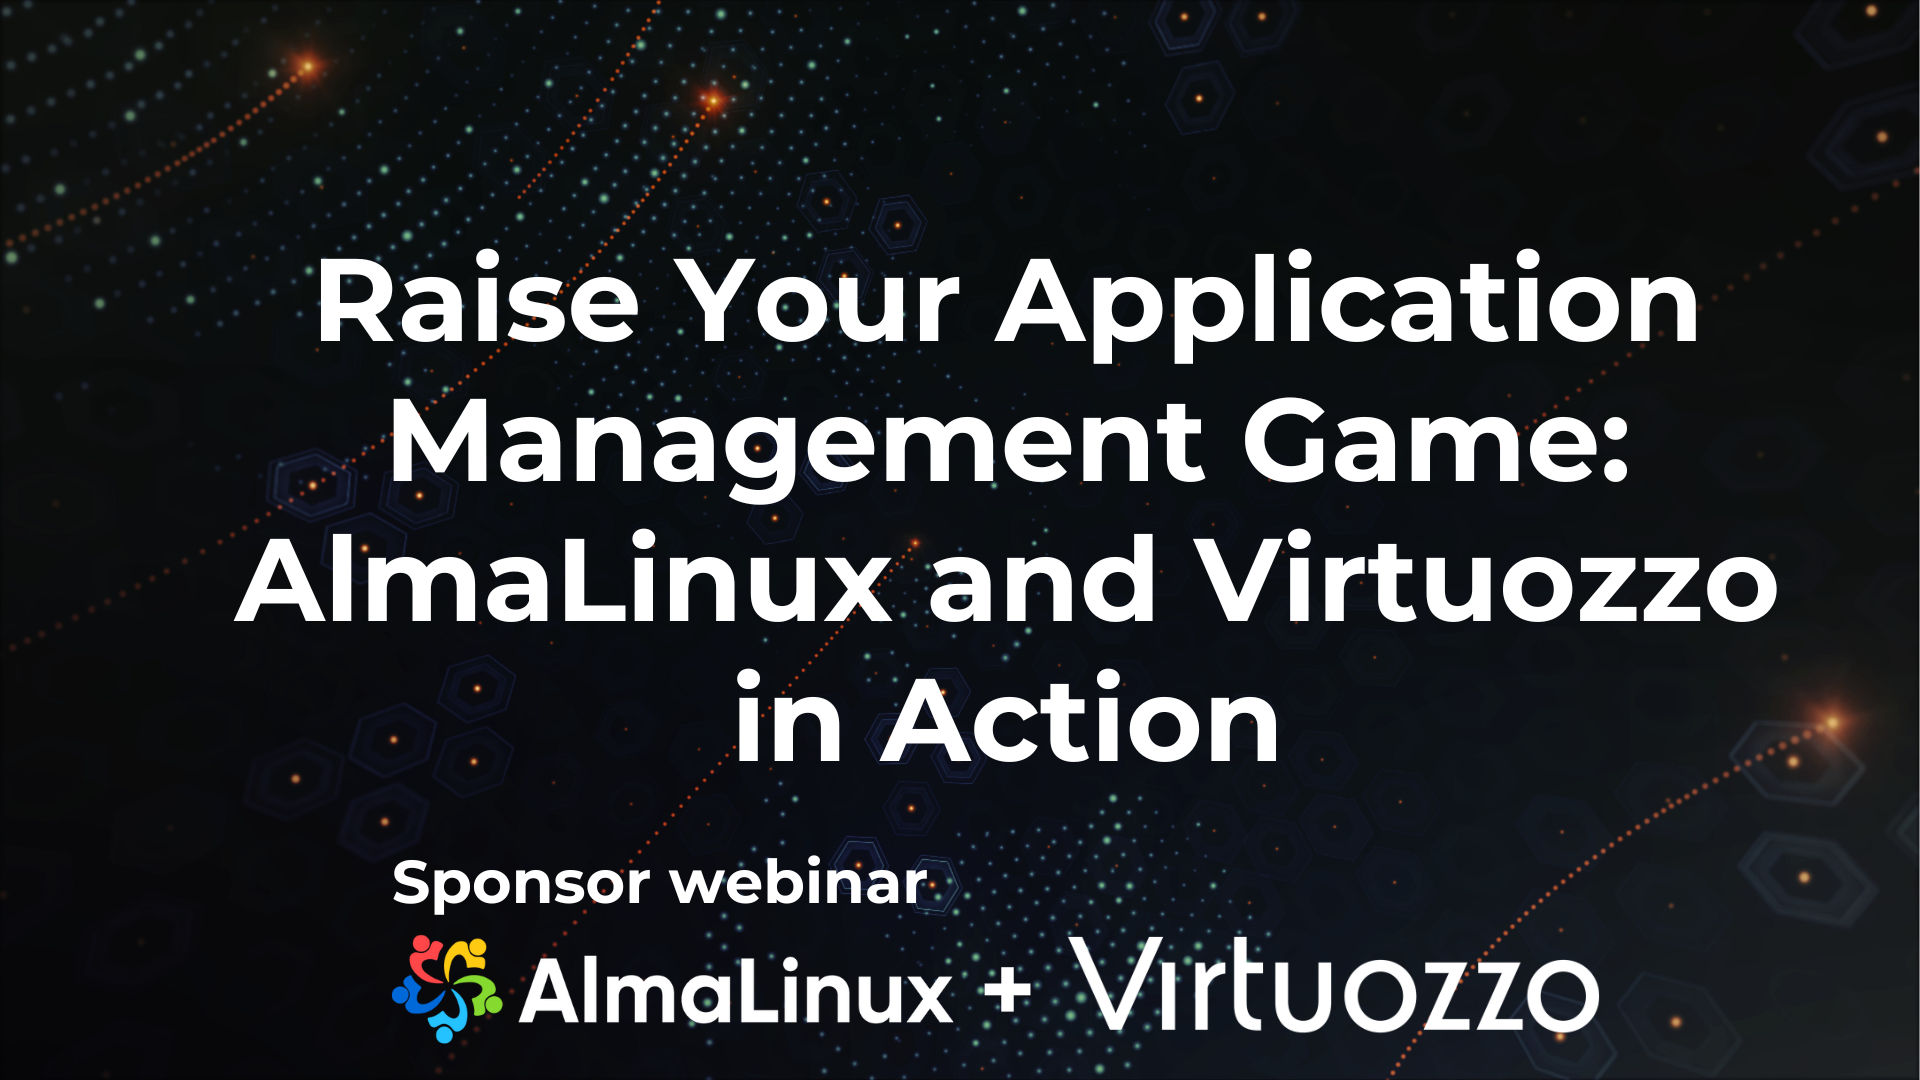 Raise Your Application
Management Game:
AlmaLinux and Virtuozzo
in Action
Sponsor webinar
AlmaLinux + Virtuozzo